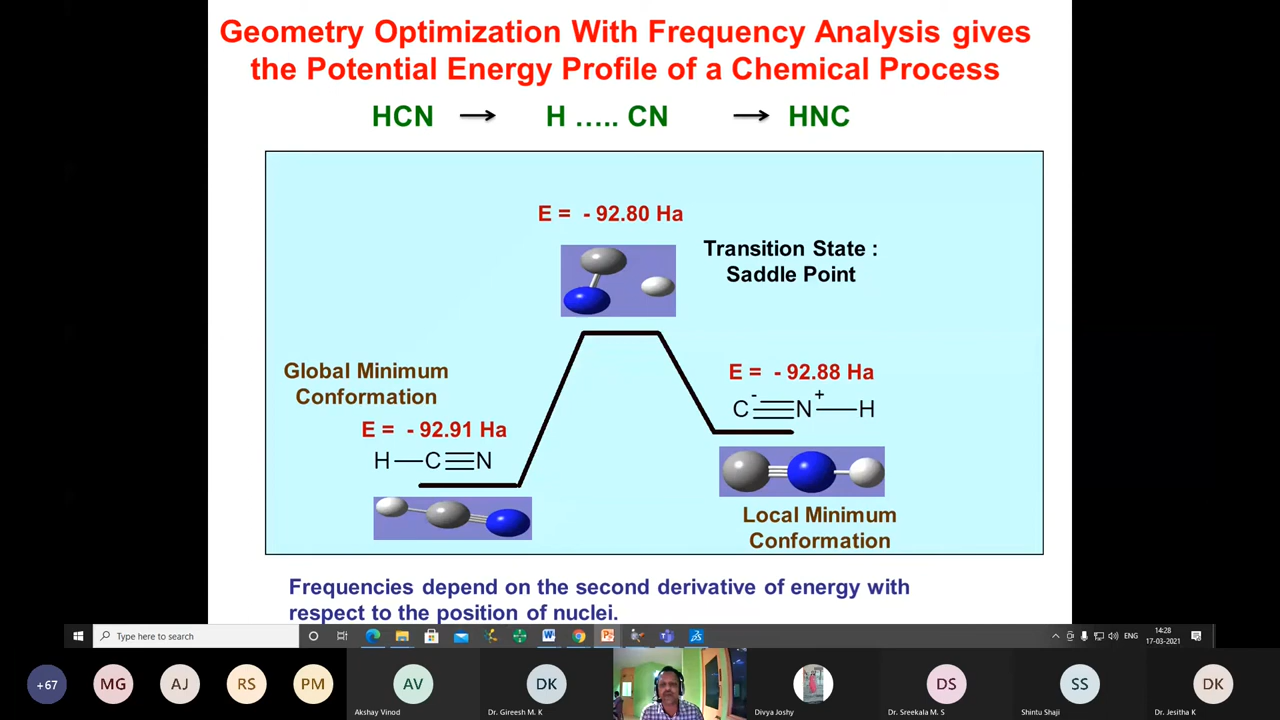 Geometry Optimization With Frequency Analysis gives
the Potential Energy Profile of a Chemical Process
HCN → H ..... CN → HNC
E = - 92.80 Ha
Transition State :
Saddle Point
Global Minimum
Conformation
E = - 92.91 Ha
H—C≡N
E = - 92.88 Ha
C⁻≡N⁺—H
Local Minimum
Conformation
Frequencies depend on the second derivative of energy with
respect to the position of nuclei.
Type here to search
ENG
14:28
17-03-2021
+67
MG
AJ
RS
PM
AV
Akshay Vinod
DK
Dr. Gireesh M. K
Divya Joshy
DS
Dr. Sreekala M. S
SS
Shintu Shaji
DK
Dr. Jesitha K